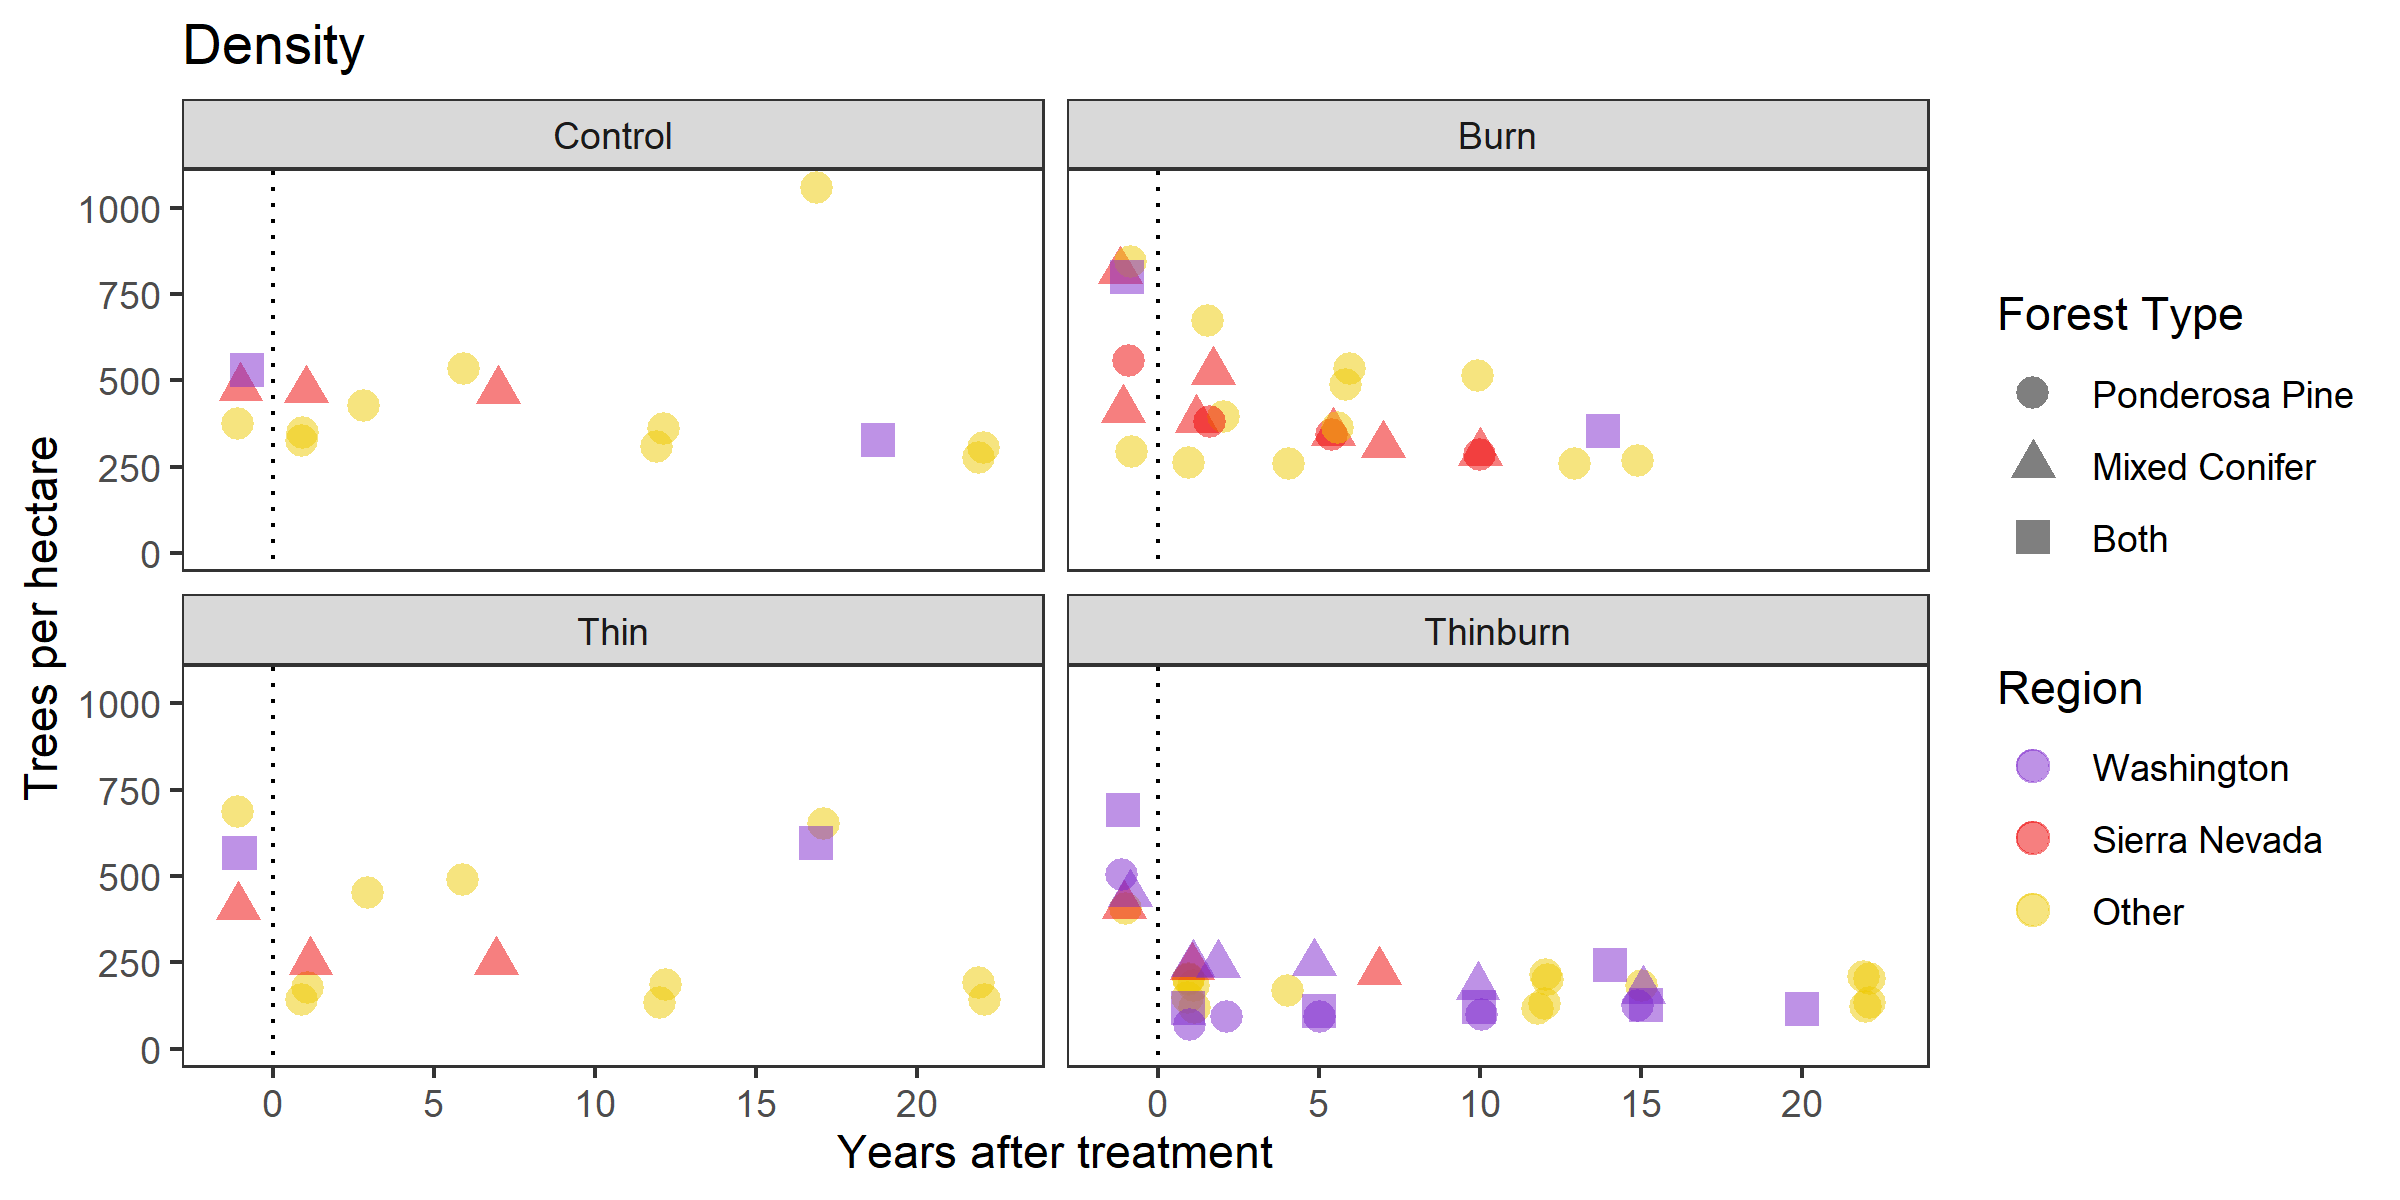 Density
Control
Burn
1000
750
500
250
0
Thin
Thinburn
1000
750
500
250
0
0 5 10 15 20
0 5 10 15 20
Years after treatment
Trees per hectare
Forest Type
Ponderosa Pine
Mixed Conifer
Both
Region
Washington
Sierra Nevada
Other